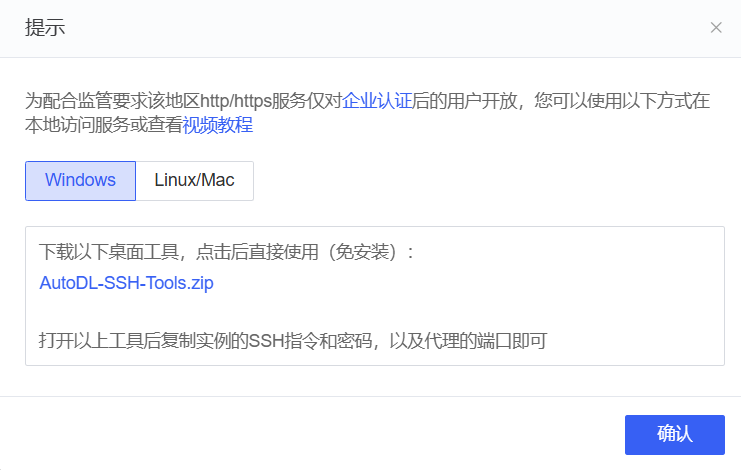 提示
为配合监管要求该地区http/https服务仅对企业认证后的用户开放，您可以使用以下方式在
本地访问服务或查看视频教程
Windows
Linux/Mac
下载以下桌面工具，点击后直接使用（免安装）：
AutoDL-SSH-Tools.zip
打开以上工具后复制实例的SSH指令和密码，以及代理的端口即可
确认